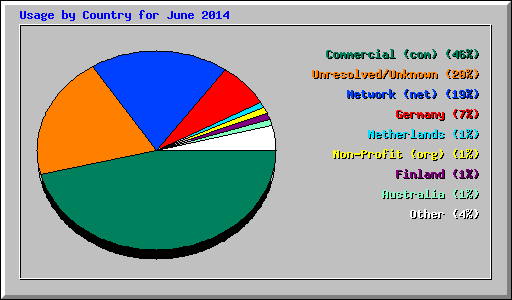 Usage by Country for June 2014
Commercial (com) (46%)
Unresolved/Unknown (20%)
Network (net) (19%)
Germany (7%)
Netherlands (1%)
Non-Profit (org) (1%)
Finland (1%)
Australia (1%)
Other (4%)